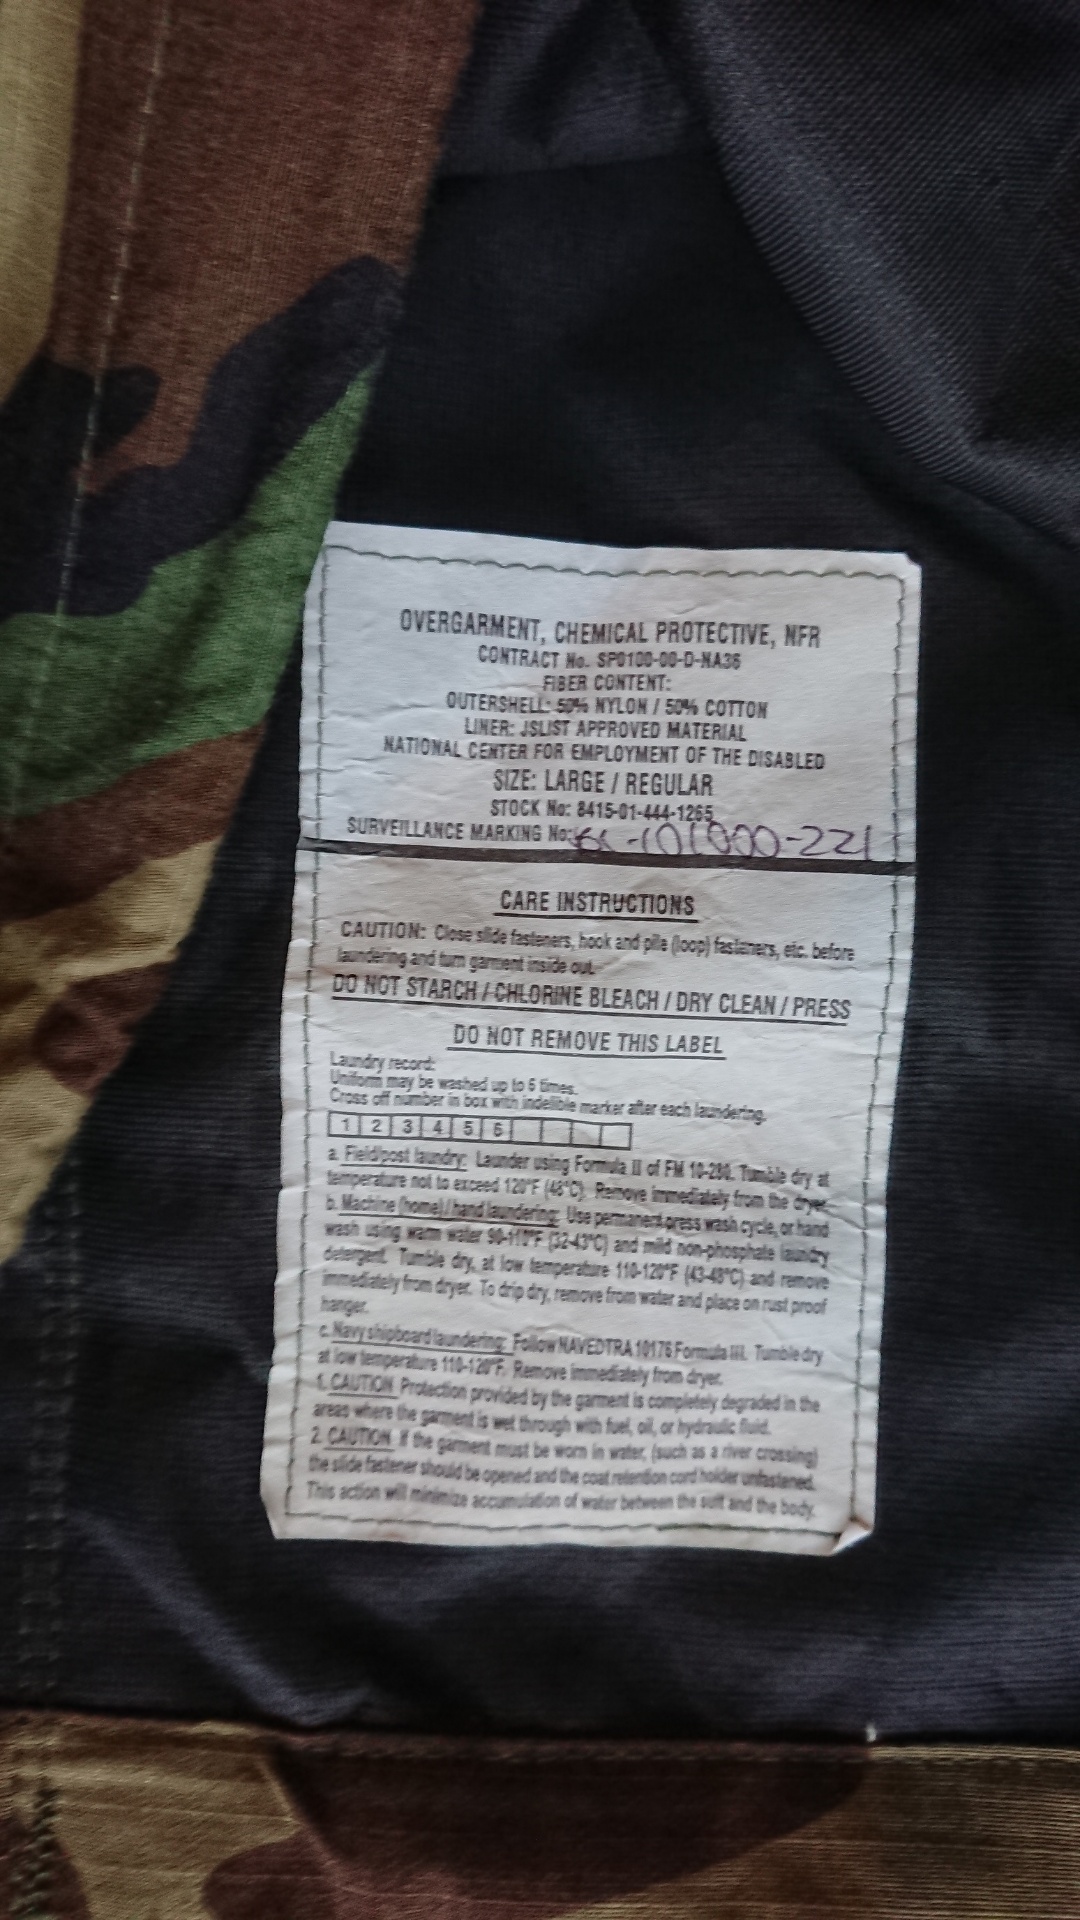 OVERGARMENT, CHEMICAL PROTECTIVE, NFR
CONTRACT No. SP0100-00-D-NA36
FIBER CONTENT:
OUTERSHELL: 50% NYLON / 50% COTTON
LINER: JSLIST APPROVED MATERIAL
NATIONAL CENTER FOR EMPLOYMENT OF THE DISABLED
SIZE: LARGE / REGULAR
STOCK No: 8415-01-444-1265
SURVEILLANCE MARKING No:
CARE INSTRUCTIONS
CAUTION: Close slide fasteners, hook and pile (loop) fasteners, etc. before
laundering and turn garment inside out.
DO NOT STARCH / CHLORINE BLEACH / DRY CLEAN / PRESS
DO NOT REMOVE THIS LABEL
Laundry record:
Uniform may be washed up to 6 times.
Cross off number in box with indelible marker after each laundering.
1 2 3 4 5 6
a. Field/post laundry: Launder using Formula II of FM 10-280. Tumble dry at
temperature not to exceed 120°F (48°C). Remove immediately from the dryer.
b. Machine (home) / hand laundering: Use permanent press wash cycle, or hand
wash using warm water 90-110°F (32-43°C) and mild non-phosphate laundry
detergent. Tumble dry, at low temperature 110-120°F (43-48°C) and remove
immediately from dryer. To drip dry, remove from water and place on rust proof
hanger.
c. Navy shipboard laundering: Follow NAVEDTRA 10176 Formula III. Tumble dry
at low temperature 110-120°F. Remove immediately from dryer.
1. CAUTION Protection provided by the garment is completely degraded in the
areas where the garment is wet through with fuel, oil, or hydraulic fluid.
2. CAUTION If the garment must be worn in water, (such as a river crossing)
the slide fastener should be opened and the coat retention cord holder unfastened.
This action will minimize accumulation of water between the suit and the body.